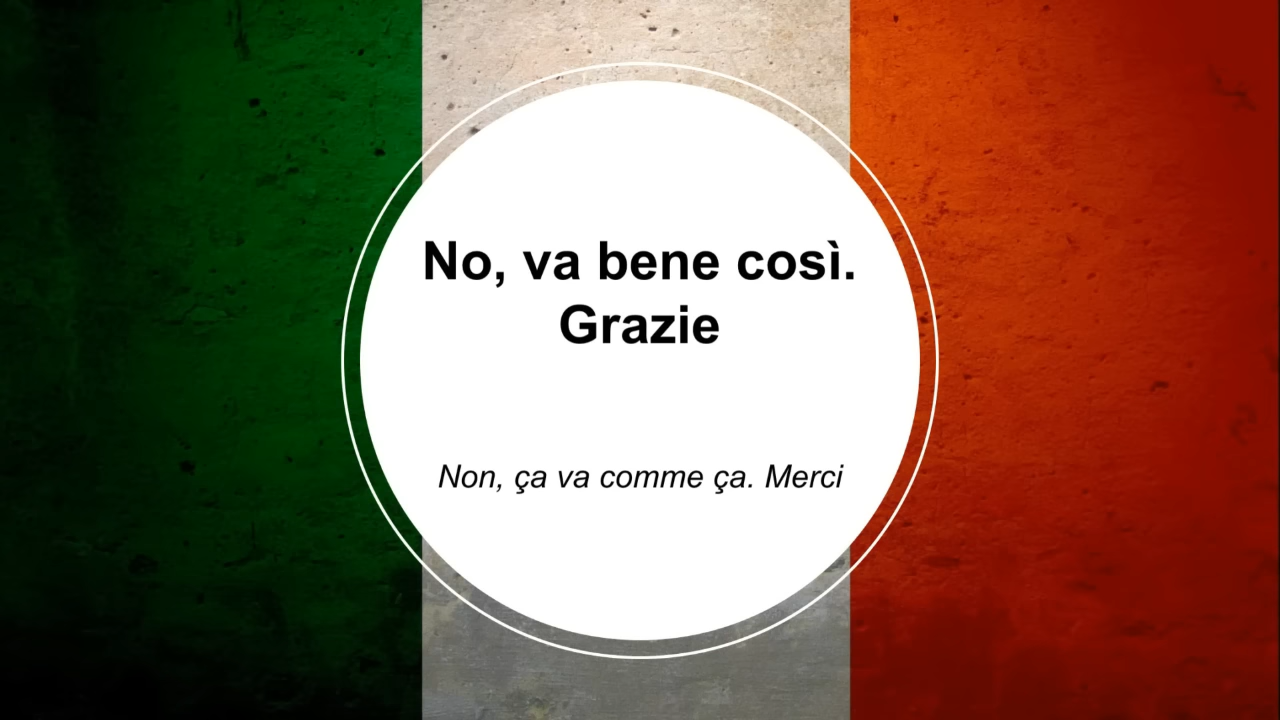 No, va bene così.
Grazie
Non, ça va comme ça. Merci